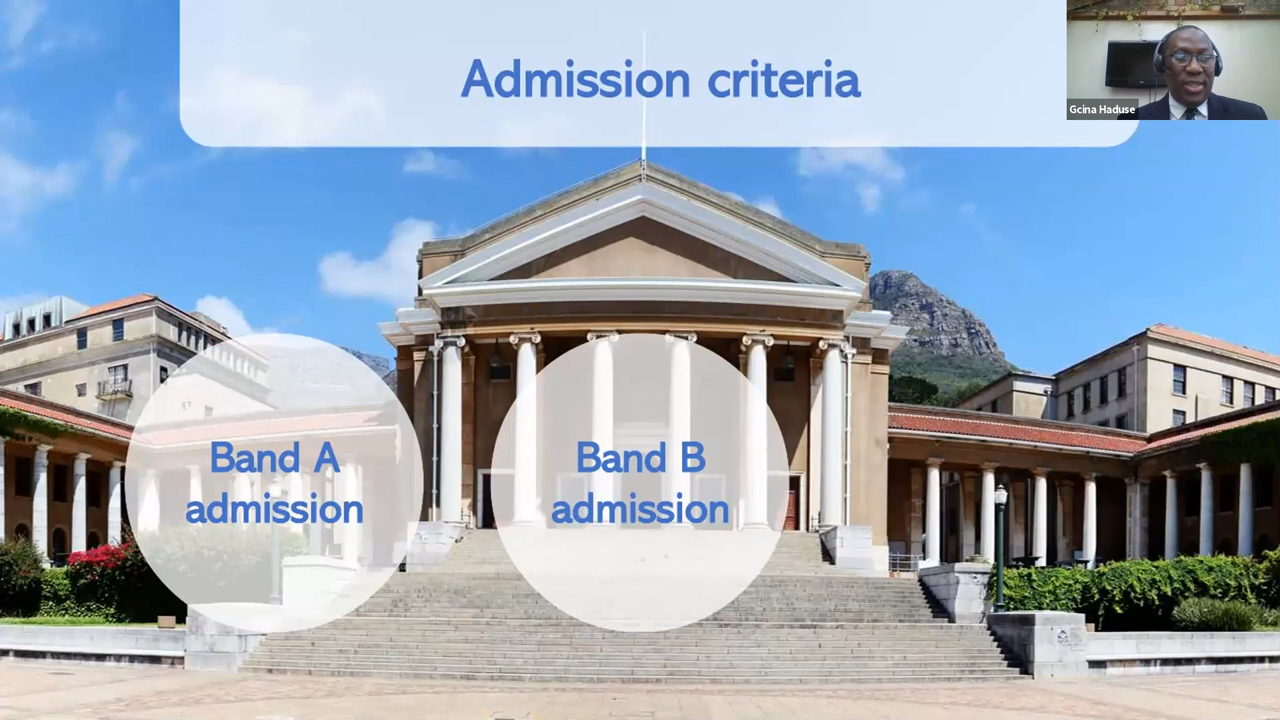 Admission criteria
Gcina Haduse
Band A
admission
Band B
admission